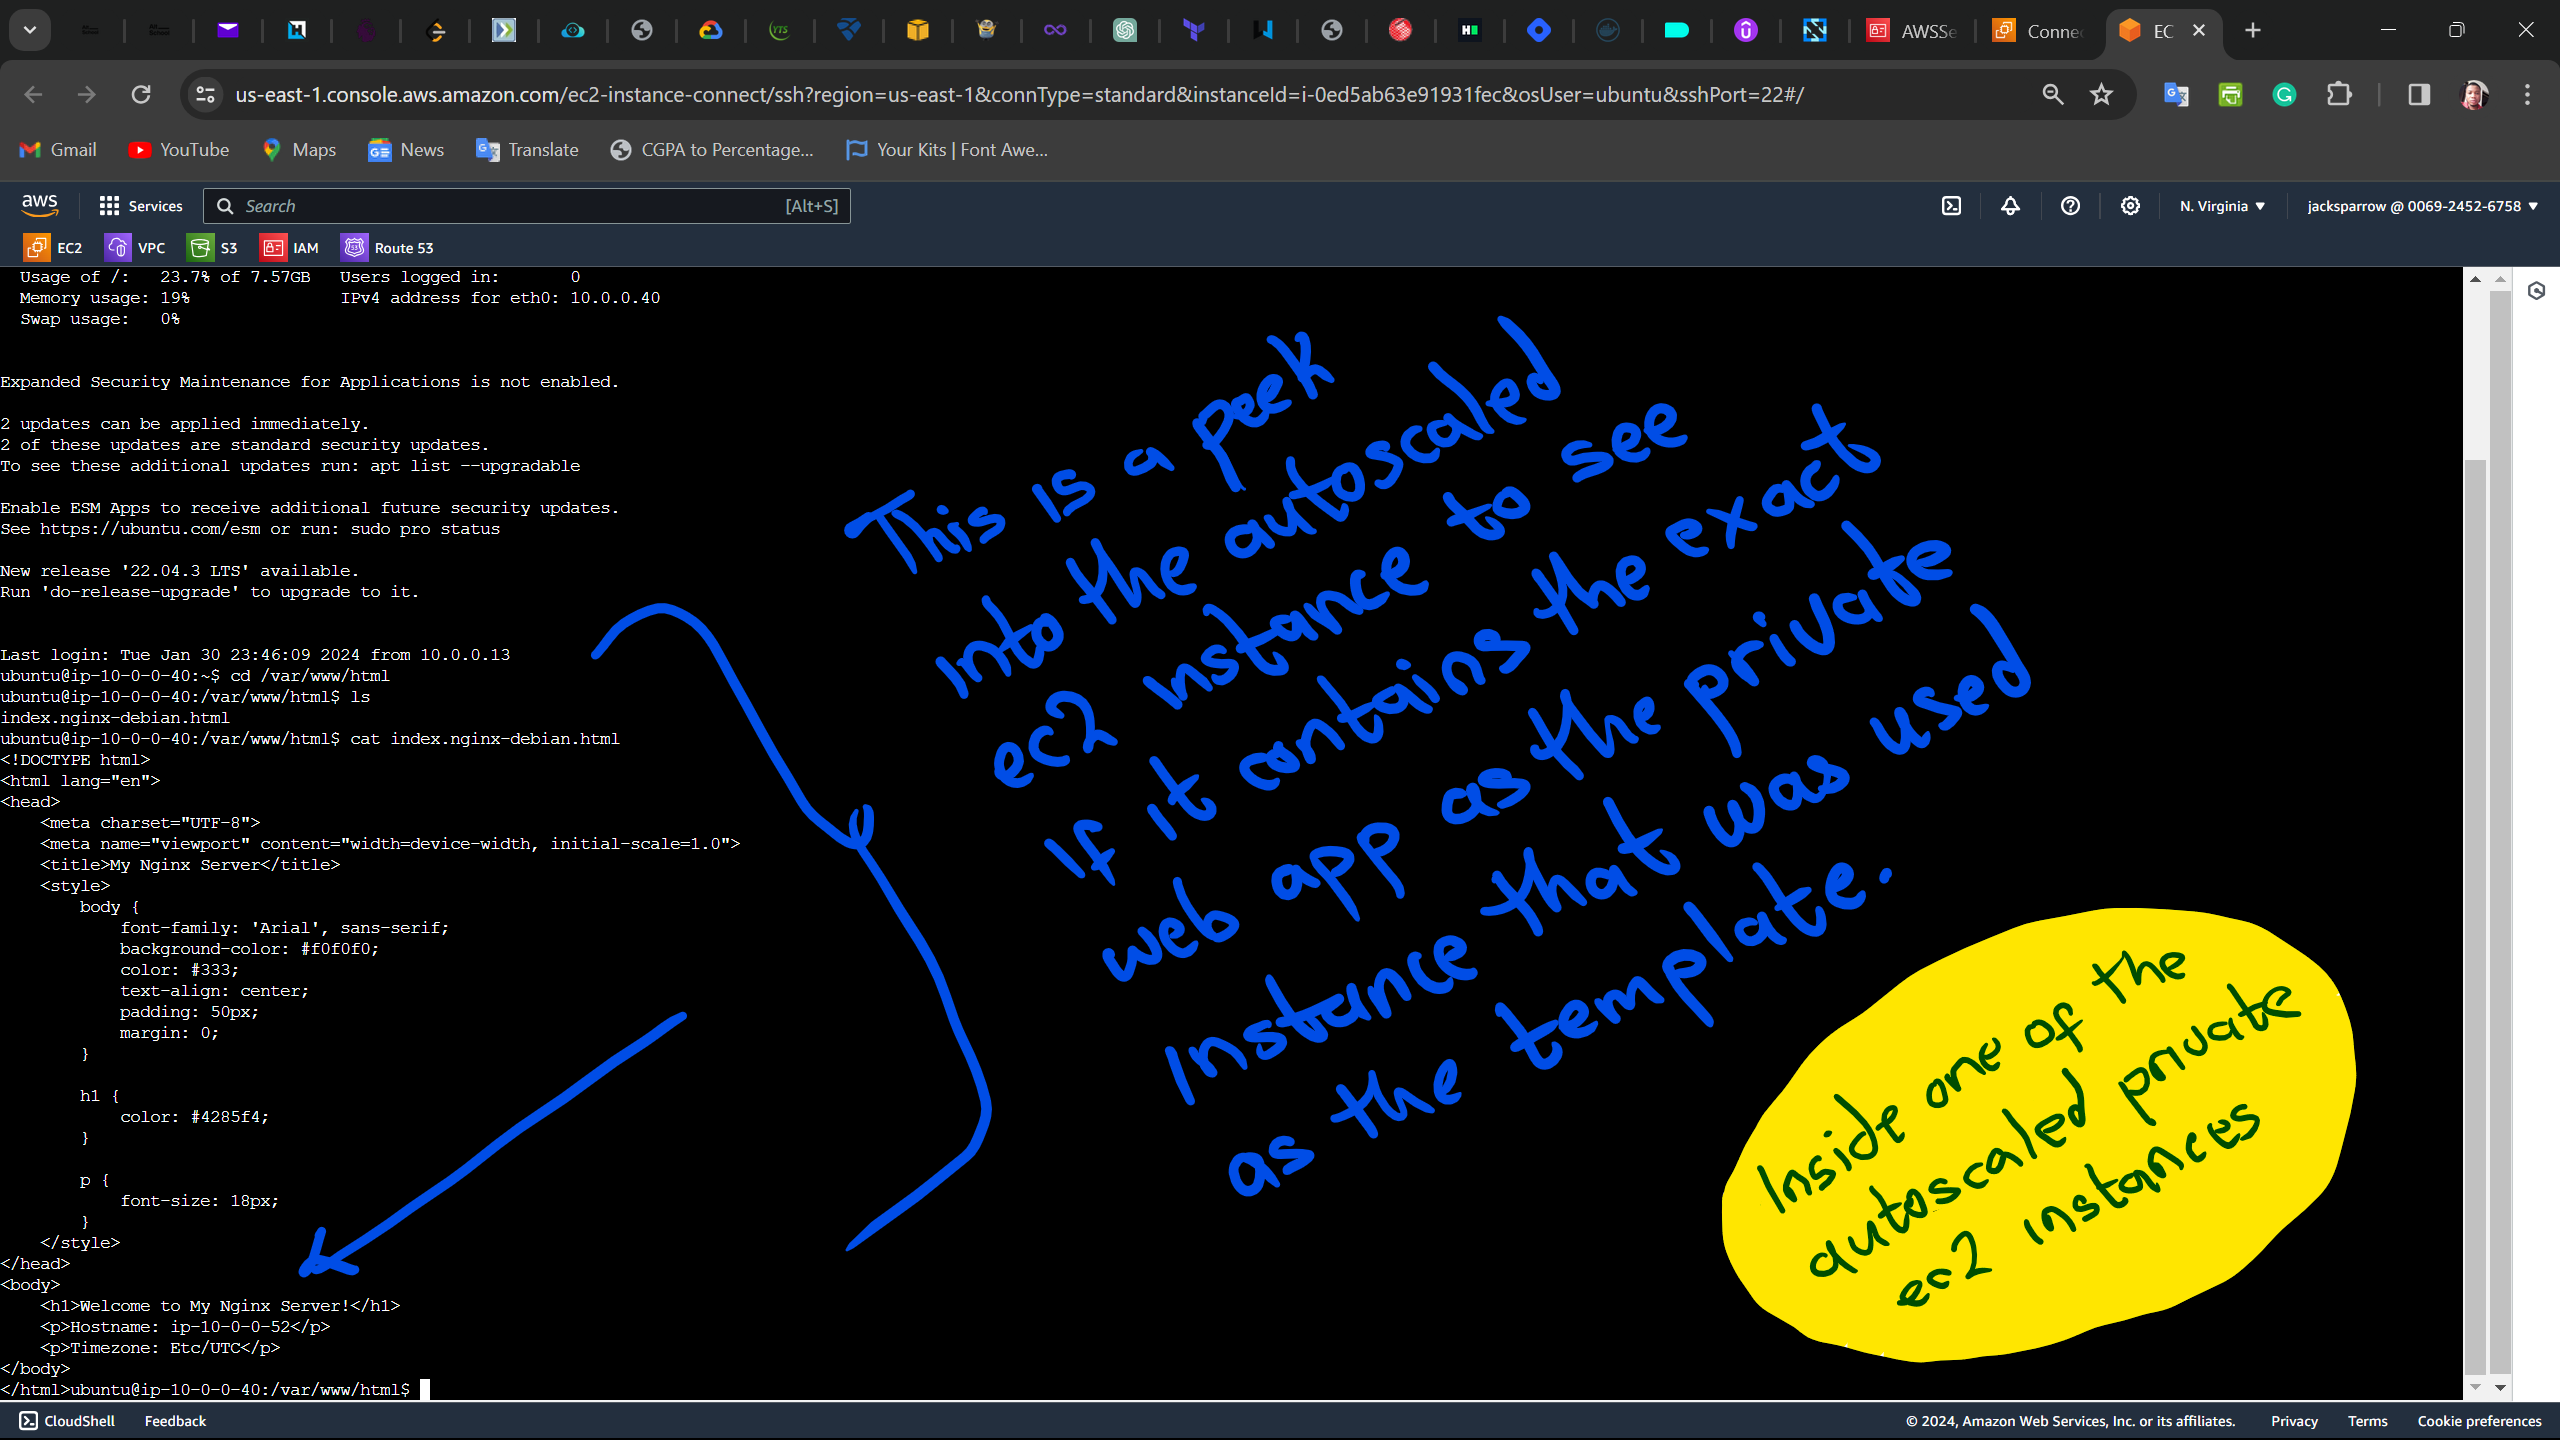 AWSSe
Conne
EC
us-east-1.console.aws.amazon.com/ec2-instance-connect/ssh?region=us-east-1&connType=standard&instanceId=i-0ed5ab63e91931fec&osUser=ubuntu&sshPort=22#/
Gmail YouTube Maps News Translate CGPA to Percentage... Your Kits | Font Awe...
aws Services Search [Alt+S] N. Virginia jacksparrow @ 0069-2452-6758
EC2 VPC S3 IAM Route 53
Usage of /: 23.7% of 7.57GB Users logged in: 0
Memory usage: 19% IPv4 address for eth0: 10.0.0.40
Swap usage: 0%
Expanded Security Maintenance for Applications is not enabled.
2 updates can be applied immediately.
2 of these updates are standard security updates.
To see these additional updates run: apt list --upgradable
Enable ESM Apps to receive additional future security updates.
See https://ubuntu.com/esm or run: sudo pro status
New release '22.04.3 LTS' available.
Run 'do-release-upgrade' to upgrade to it.
Last login: Tue Jan 30 23:46:09 2024 from 10.0.0.13
ubuntu@ip-10-0-0-40:~$ cd /var/www/html
ubuntu@ip-10-0-0-40:/var/www/html$ ls
index.nginx-debian.html
ubuntu@ip-10-0-0-40:/var/www/html$ cat index.nginx-debian.html
<!DOCTYPE html>
<html lang="en">
<head>
<meta charset="UTF-8">
<meta name="viewport" content="width=device-width, initial-scale=1.0">
<title>My Nginx Server</title>
<style>
body {
font-family: 'Arial', sans-serif;
background-color: #f0f0f0;
color: #333;
text-align: center;
padding: 50px;
margin: 0;
}
h1 {
color: #4285f4;
}
p {
font-size: 18px;
}
</style>
</head>
<body>
<h1>Welcome to My Nginx Server!</h1>
<p>Hostname: ip-10-0-0-52</p>
<p>Timezone: Etc/UTC</p>
</body>
</html>ubuntu@ip-10-0-0-40:/var/www/html$
This is a peek
into the autoscaled
ec2 instance to see
if it contains the exact
web app as the private
instance that was used
as the template.
Inside one of the
autoscaled private
ec2 instances
CloudShell Feedback © 2024, Amazon Web Services, Inc. or its affiliates. Privacy Terms Cookie preferences